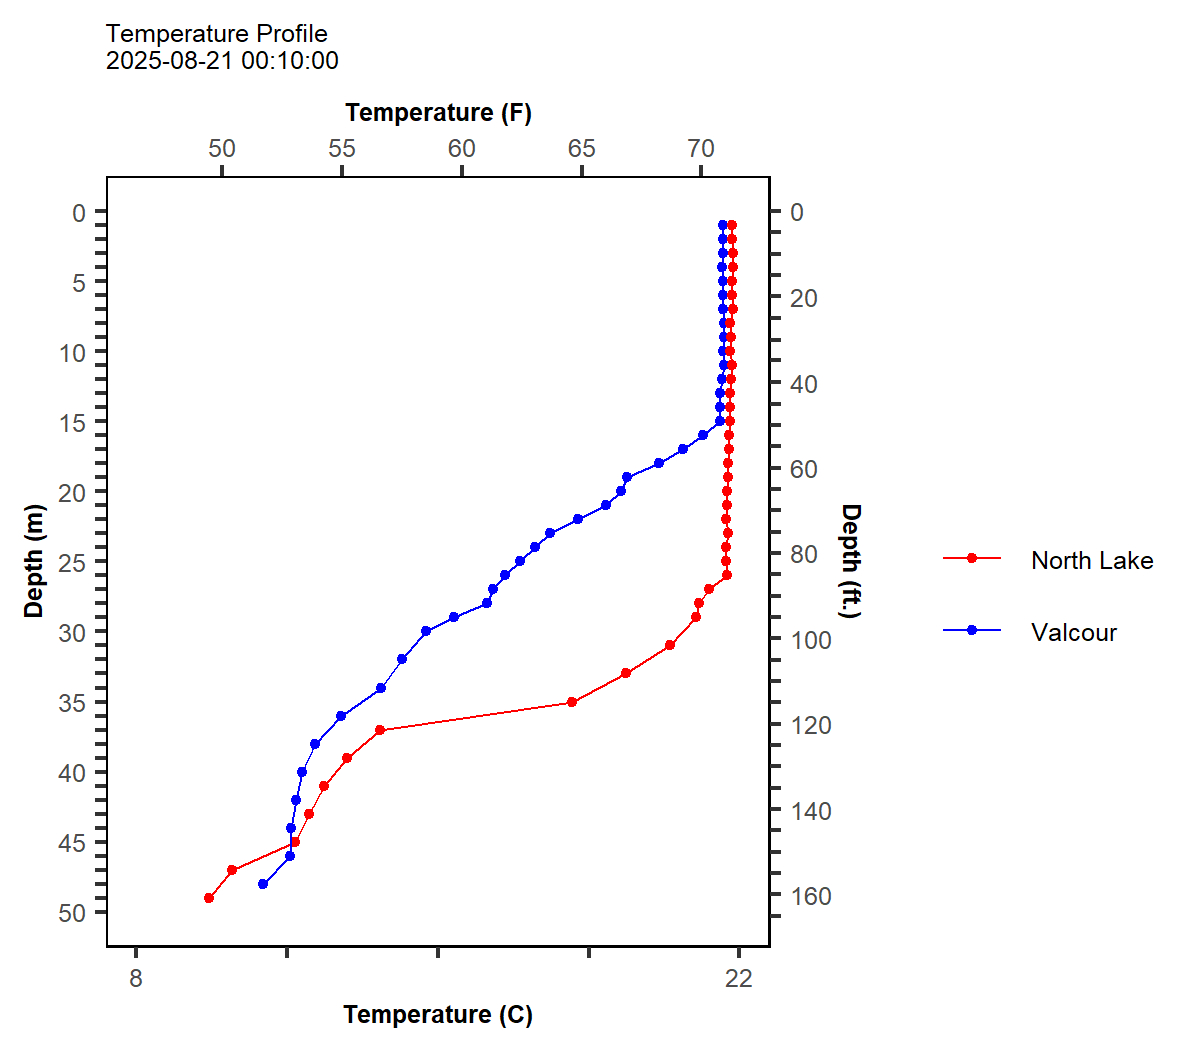 Temperature Profile
2025-08-21 00:10:00
Temperature (F)
50 55 60 65 70
0 0
5
20
10
40
15
60
20
80
25
100
30
35
120
40
140
45
160
50
Depth (m)
Depth (ft.)
North Lake
Valcour
8 22
Temperature (C)